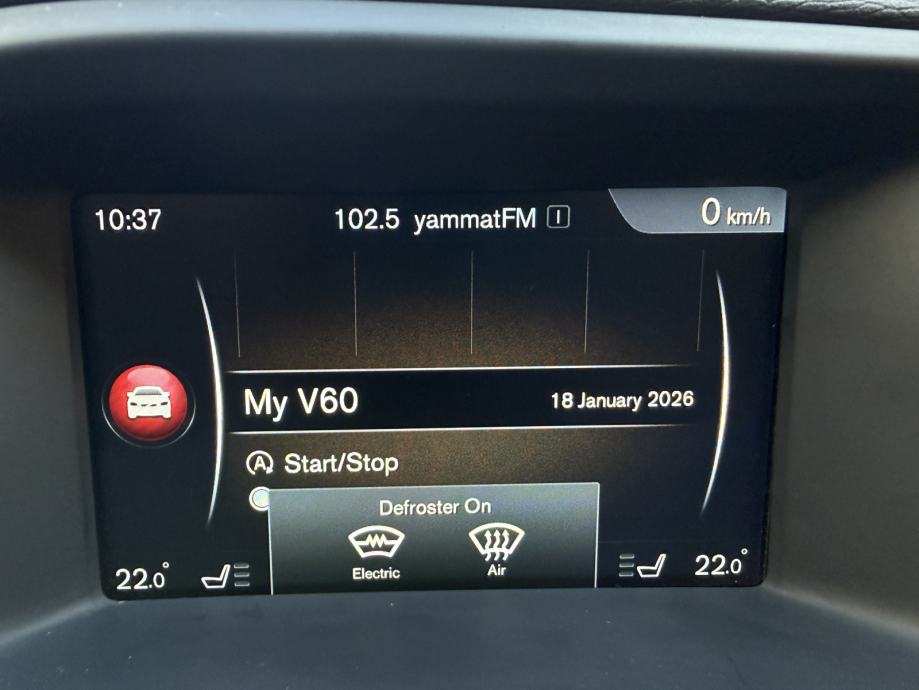 10:37
102.5 yammatFM I
0 km/h
My V60
18 January 2026
A Start/Stop
Defroster On
Electric
Air
22.0°
22.0°